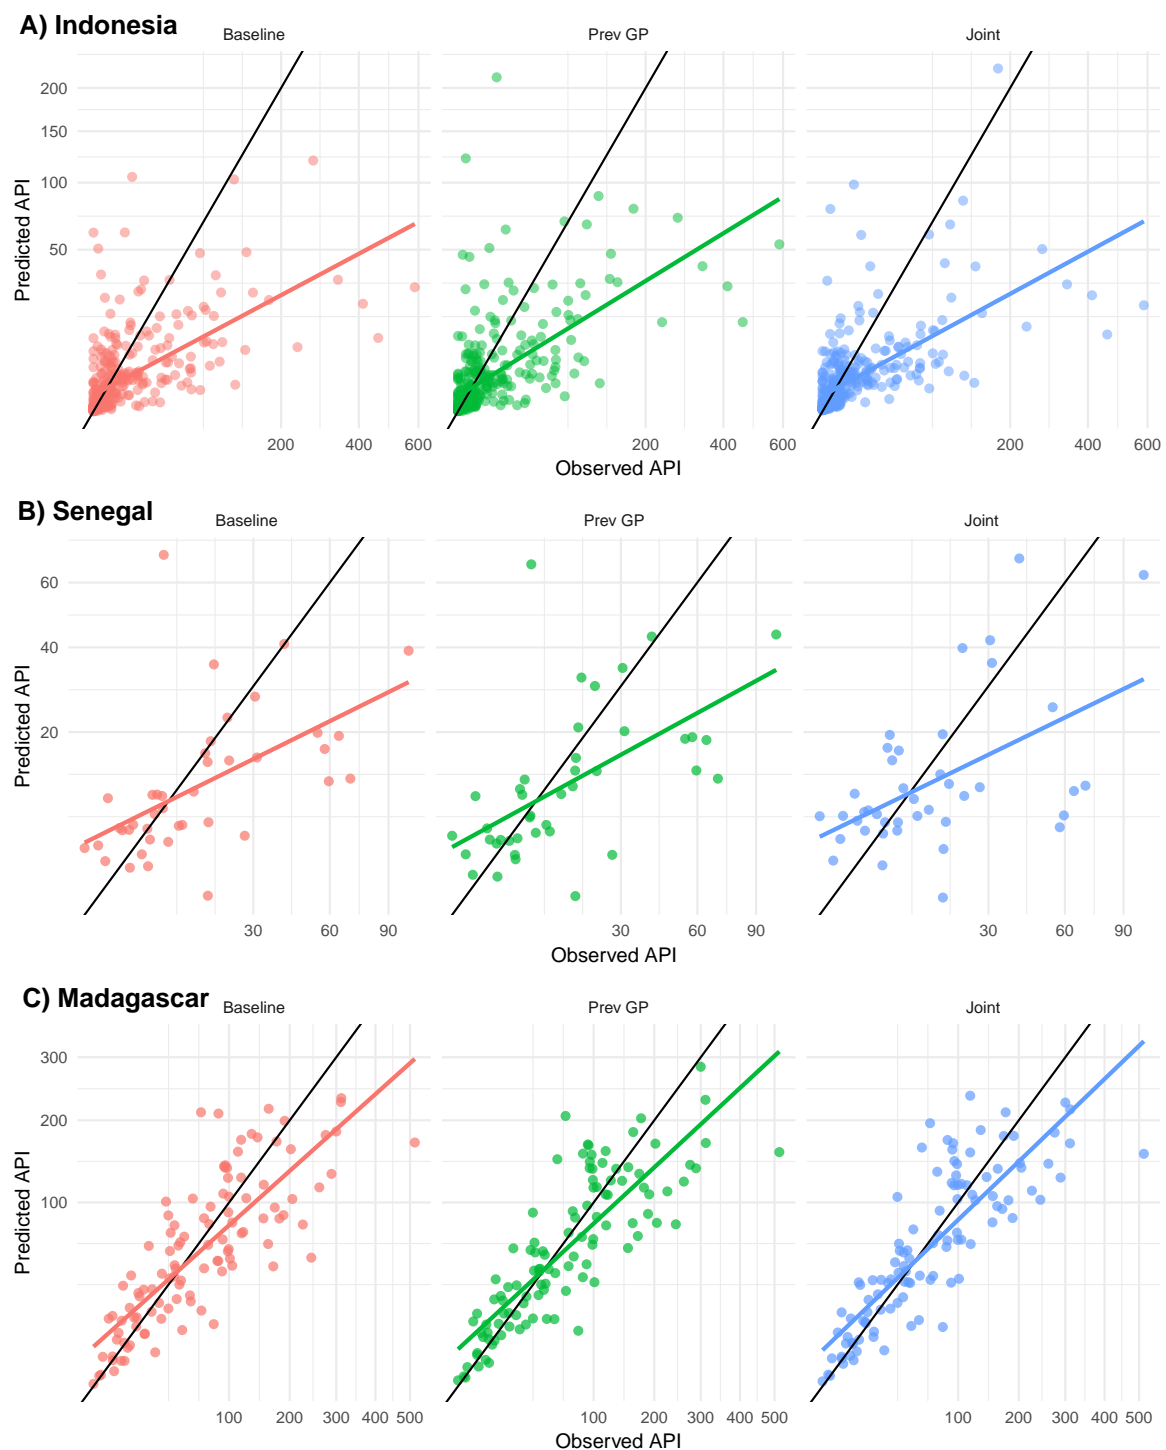 A) Indonesia
Baseline Prev GP Joint
200
150
100
50
Predicted API
200 400 600 200 400 600 200 400 600
Observed API
B) Senegal
Baseline Prev GP Joint
60
40
20
Predicted API
30 60 90 30 60 90 30 60 90
Observed API
C) Madagascar
Baseline Prev GP Joint
300
200
100
Predicted API
100 200 300 400 500 100 200 300 400 500 100 200 300 400 500
Observed API